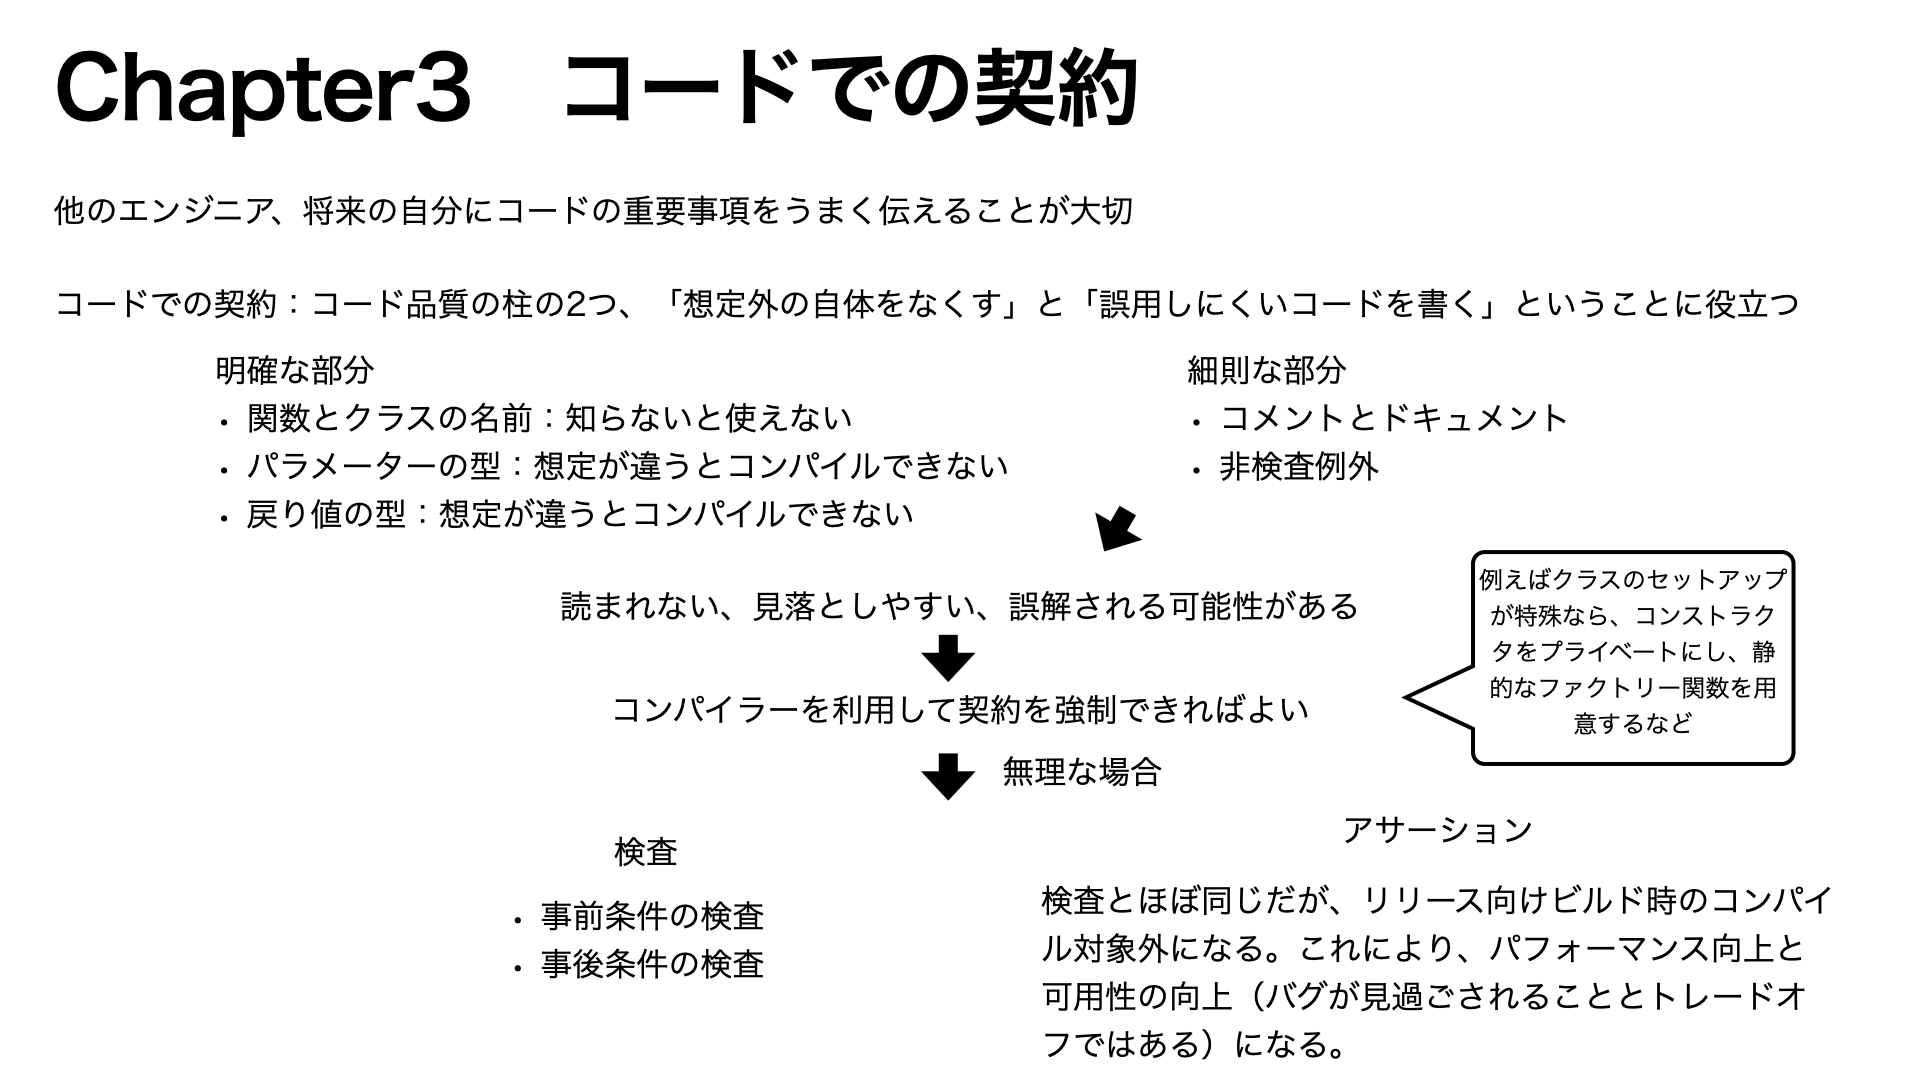 Chapter3　コードでの契約
他のエンジニア、将来の自分にコードの重要事項をうまく伝えることが大切
コードでの契約：コード品質の柱の2つ、「想定外の自体をなくす」と「誤用しにくいコードを書く」ということに役立つ
明確な部分
・関数とクラスの名前：知らないと使えない
・パラメーターの型：想定が違うとコンパイルできない
・戻り値の型：想定が違うとコンパイルできない
細則な部分
・コメントとドキュメント
・非検査例外
読まれない、見落としやすい、誤解される可能性がある
コンパイラーを利用して契約を強制できればよい
例えばクラスのセットアップ
が特殊なら、コンストラク
タをプライベートにし、静
的なファクトリー関数を用
意するなど
無理な場合
検査
・事前条件の検査
・事後条件の検査
アサーション
検査とほぼ同じだが、リリース向けビルド時のコンパイ
ル対象外になる。これにより、パフォーマンス向上と
可用性の向上（バグが見過ごされることとトレードオ
フではある）になる。